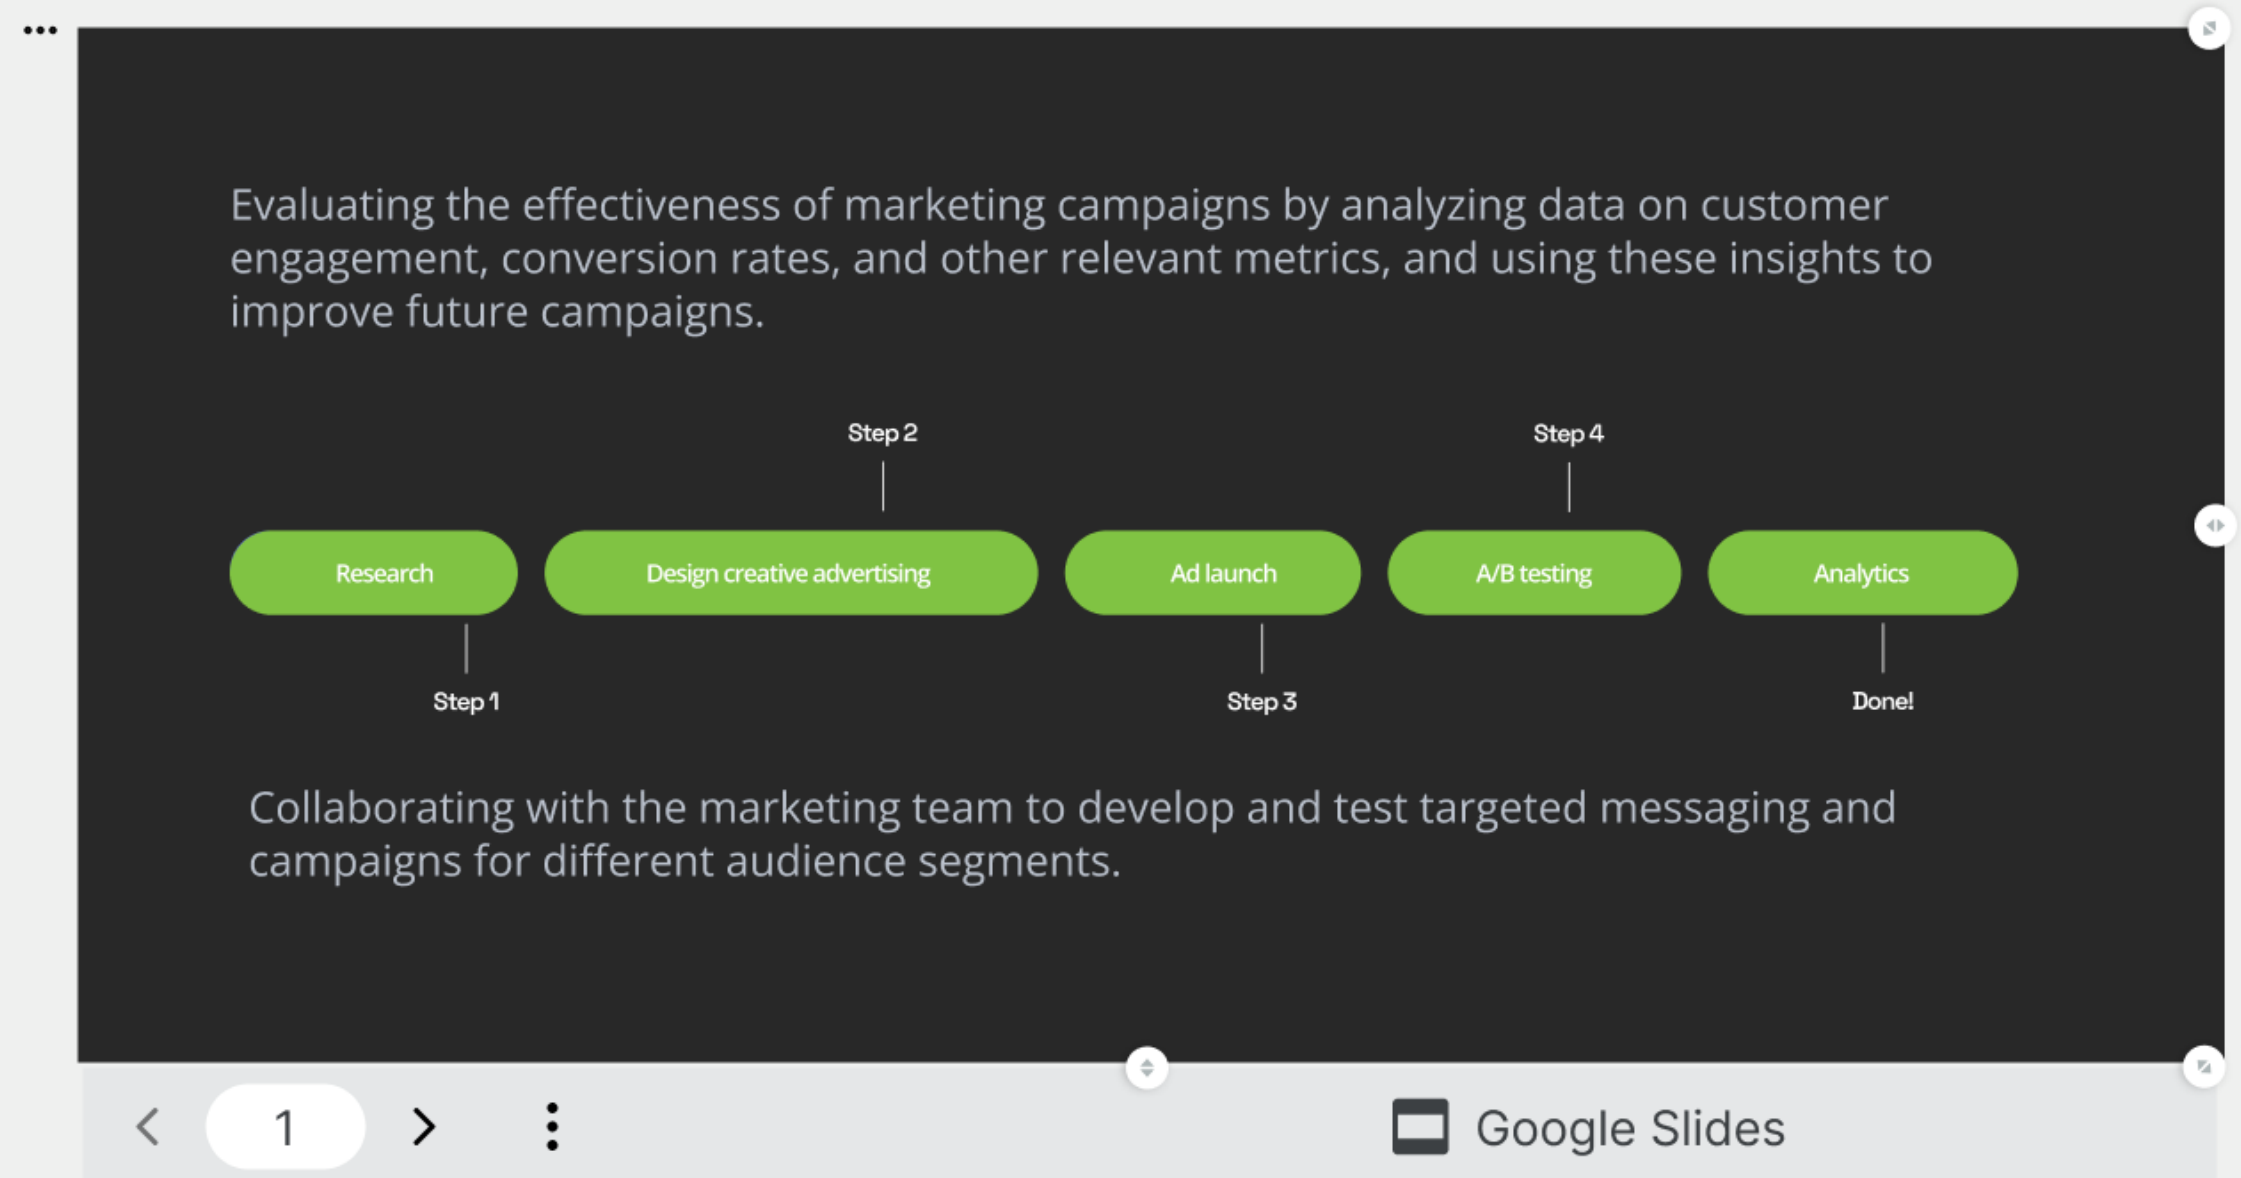 Evaluating the effectiveness of marketing campaigns by analyzing data on customer
engagement, conversion rates, and other relevant metrics, and using these insights to
improve future campaigns.
Step 2
Step 4
Research
Design creative advertising
Ad launch
A/B testing
Analytics
Step 1
Step 3
Done!
Collaborating with the marketing team to develop and test targeted messaging and
campaigns for different audience segments.
1
Google Slides